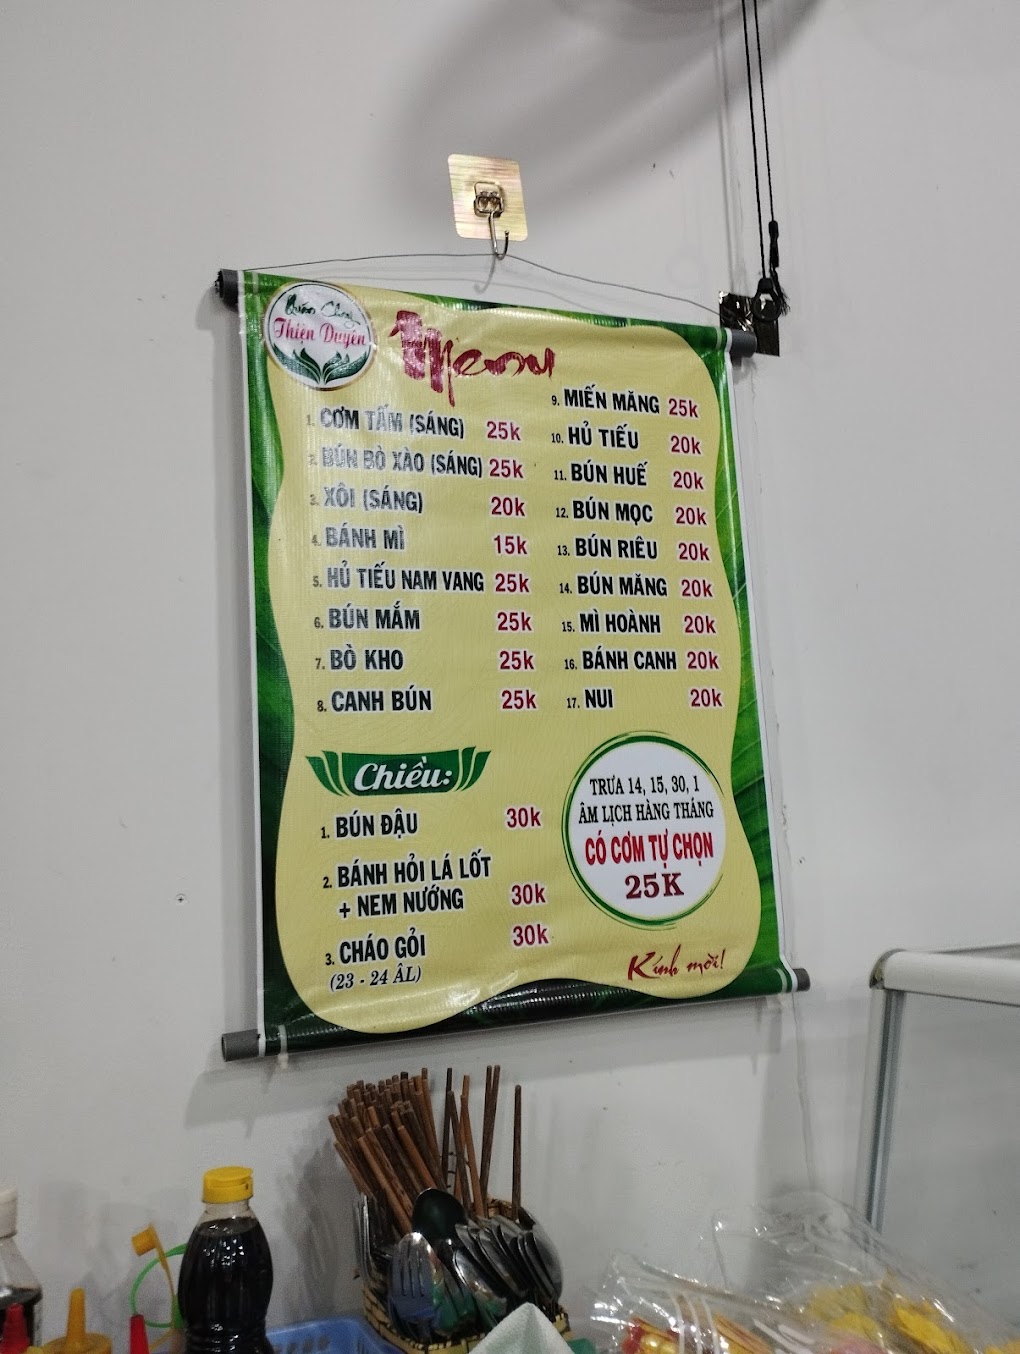 Quán Chay
Thiện Duyên
Menu
1. CƠM TẤM (SÁNG) 25k
2. BÚN BÒ XÀO (SÁNG) 25k
3. XÔI (SÁNG) 20k
4. BÁNH MÌ 15k
5. HỦ TIẾU NAM VANG 25k
6. BÚN MẮM 25k
7. BÒ KHO 25k
8. CANH BÚN 25k
9. MIẾN MĂNG 25k
10. HỦ TIẾU 20k
11. BÚN HUẾ 20k
12. BÚN MỌC 20k
13. BÚN RIÊU 20k
14. BÚN MĂNG 20k
15. MÌ HOÀNH 20k
16. BÁNH CANH 20k
17. NUI 20k
Chiều:
1. BÚN ĐẬU 30k
2. BÁNH HỎI LÁ LỐT
+ NEM NƯỚNG 30k
3. CHÁO GỎI 30k
(23 - 24 ÂL)
TRƯA 14, 15, 30, 1
ÂM LỊCH HÀNG THÁNG
CÓ CƠM TỰ CHỌN
25K
Kính mời!